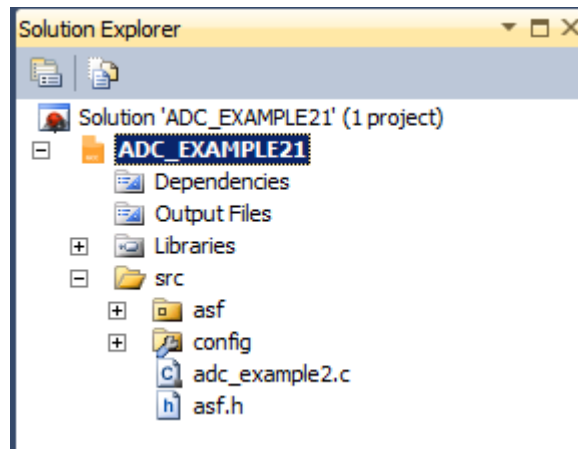 Solution Explorer
Solution 'ADC_EXAMPLE21' (1 project)
ADC_EXAMPLE21
Dependencies
Output Files
Libraries
src
asf
config
adc_example2.c
asf.h